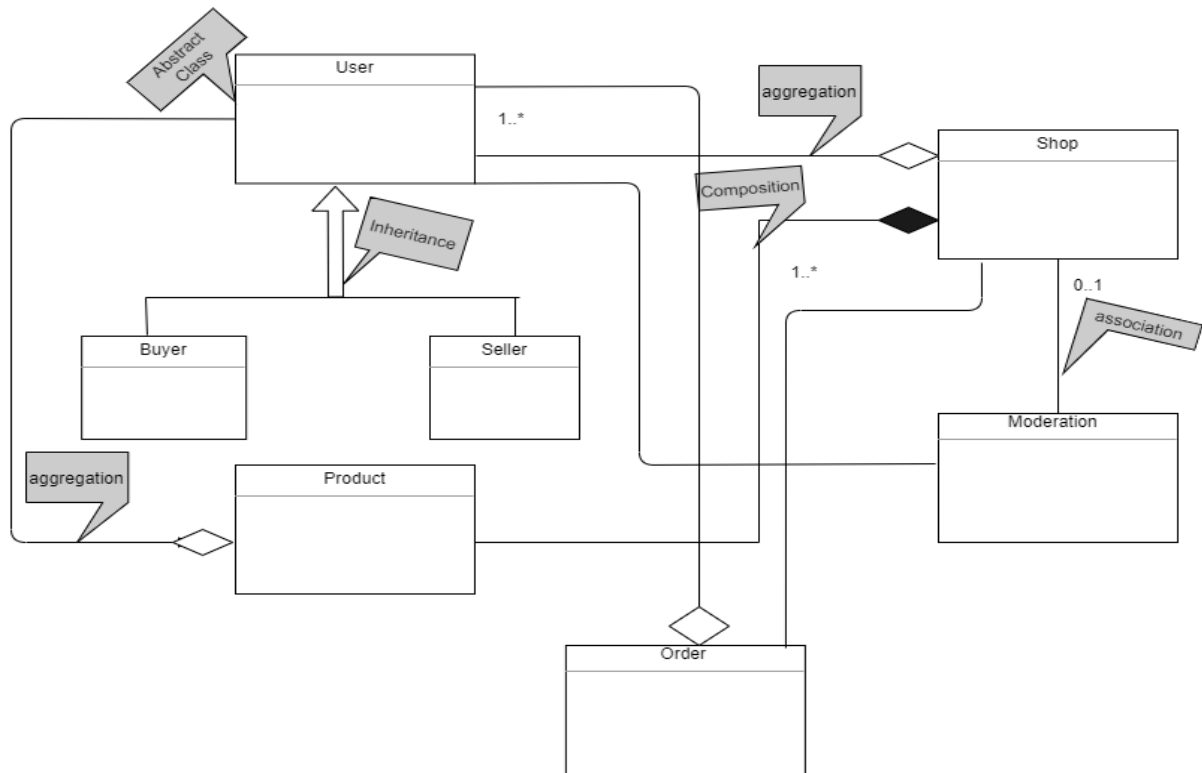 Abstract
Class
User
aggregation
1..*
Shop
Composition
Inheritance
1..*
0..1
association
Buyer
Seller
Moderation
aggregation
Product
Order